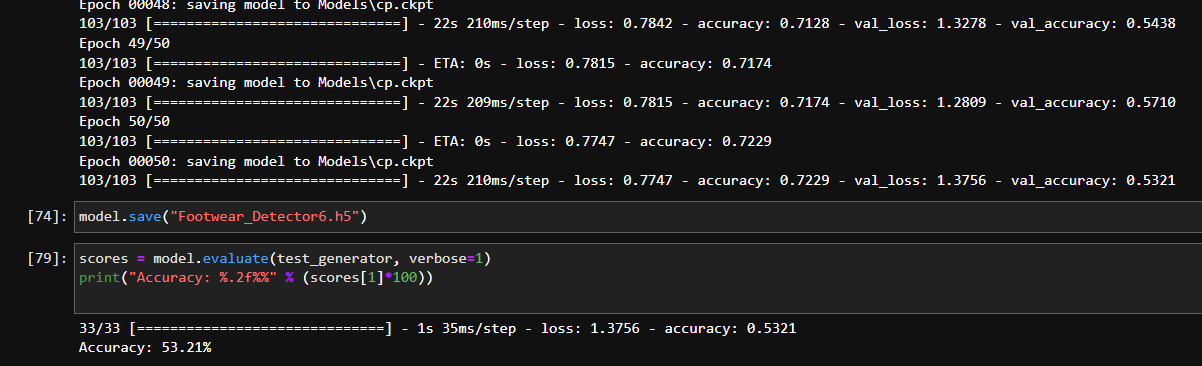 Epoch 00048: saving model to Models\cp.ckpt
103/103 [==============================] - 22s 210ms/step - loss: 0.7842 - accuracy: 0.7128 - val_loss: 1.3278 - val_accuracy: 0.5438
Epoch 49/50
103/103 [==============================] - ETA: 0s - loss: 0.7815 - accuracy: 0.7174
Epoch 00049: saving model to Models\cp.ckpt
103/103 [==============================] - 22s 209ms/step - loss: 0.7815 - accuracy: 0.7174 - val_loss: 1.2809 - val_accuracy: 0.5710
Epoch 50/50
103/103 [==============================] - ETA: 0s - loss: 0.7747 - accuracy: 0.7229
Epoch 00050: saving model to Models\cp.ckpt
103/103 [==============================] - 22s 210ms/step - loss: 0.7747 - accuracy: 0.7229 - val_loss: 1.3756 - val_accuracy: 0.5321
[74]: model.save("Footwear_Detector6.h5")
[79]: scores = model.evaluate(test_generator, verbose=1)
print("Accuracy: %.2f%%" % (scores[1]*100))
33/33 [==============================] - 1s 35ms/step - loss: 1.3756 - accuracy: 0.5321
Accuracy: 53.21%